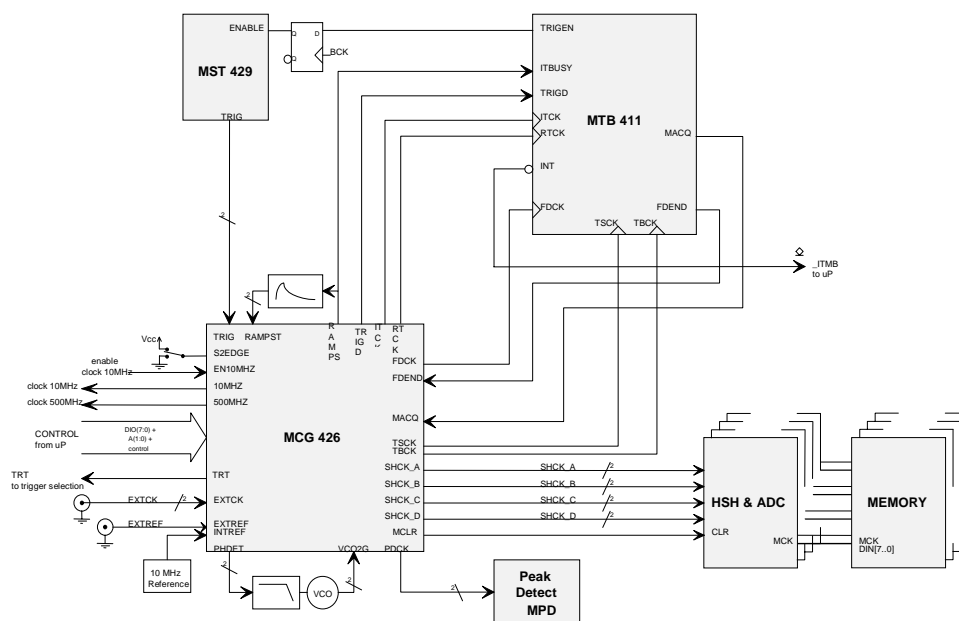 ENABLE
Q D
Q
BCK
MST 429
TRIG
2
TRIGEN
ITBUSY
TRIGD
ITCK
RTCK
MTB 411
MACQ
INT
FDCK
FDEND
TSCK TBCK
_ITMB
to uP
2
RAMPS
TRIGD
RTCK
TRIG RAMPST
Vcc
S2EDGE
enable
clock 10MHz
EN10MHZ
clock 10MHz
10MHZ
clock 500MHz
500MHZ
FDCK
FDEND
MACQ
CONTROL
from uP
DIO(7:0) +
A(1:0) +
control
MCG 426
TSCK
TBCK
TRT
to trigger selection
TRT
EXTCK
2
EXTCK
EXTREF
EXTREF
INTREF
SHCK_A
SHCK_A
2
SHCK_B
SHCK_B
2
SHCK_C
SHCK_C
2
SHCK_D
SHCK_D
2
MCLR
PHDET VCO2G PDCK
HSH & ADC
CLR
MCK
MEMORY
MCK
DIN[7..0]
10 MHz
Reference
2
VCO
2
2
Peak
Detect
MPD